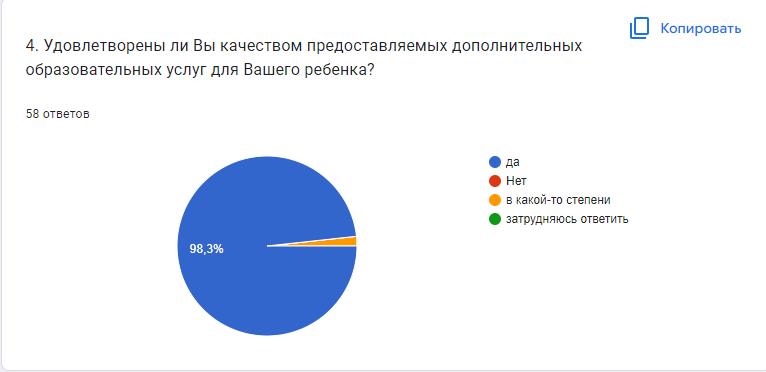 Копировать
4. Удовлетворены ли Вы качеством предоставляемых дополнительных
образовательных услуг для Вашего ребенка?
58 ответов
98,3%
да
Нет
в какой-то степени
затрудняюсь ответить